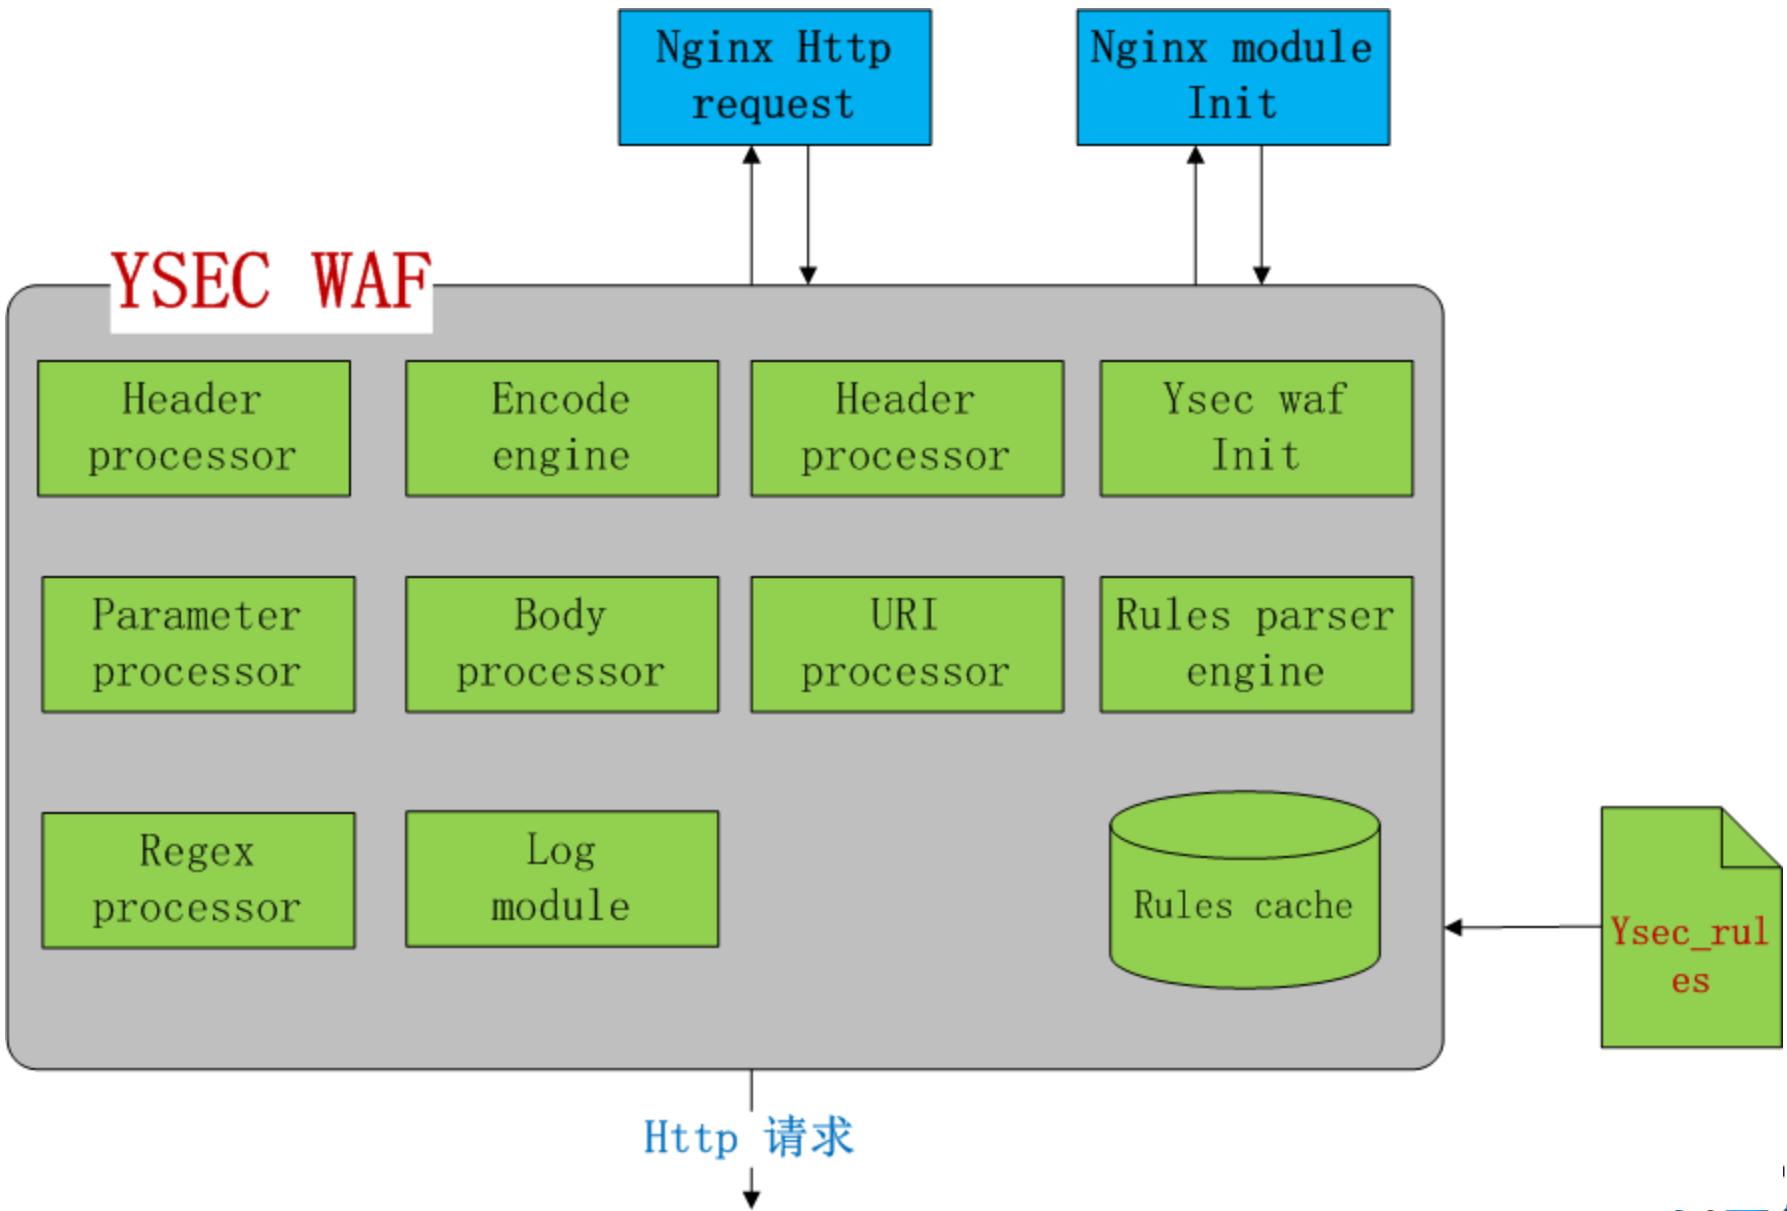 Nginx Http
request
Nginx module
Init
YSEC WAF
Header
processor
Encode
engine
Header
processor
Ysec waf
Init
Parameter
processor
Body
processor
URI
processor
Rules parser
engine
Regex
processor
Log
module
Rules cache
Ysec_rul
es
Http 请求